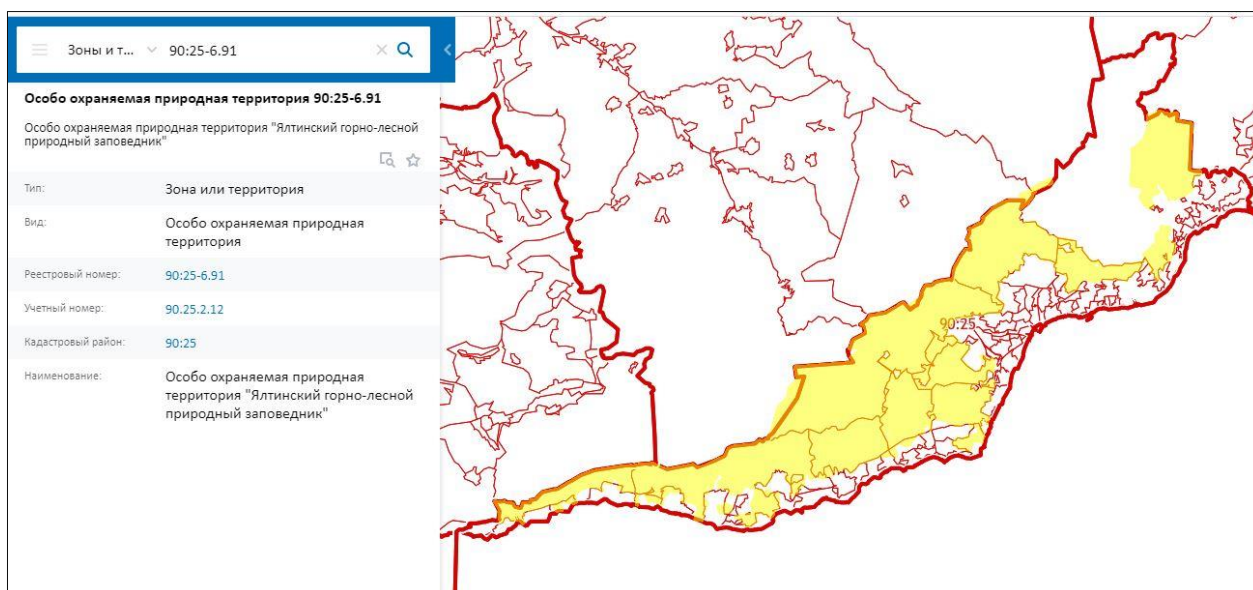 Зоны и т... 90:25-6.91
Особо охраняемая природная территория 90:25-6.91
Особо охраняемая природная территория "Ялтинский горно-лесной
природный заповедник"
Тип: Зона или территория
Вид: Особо охраняемая природная
территория
Реестровый номер: 90:25-6.91
Учетный номер: 90.25.2.12
Кадастровый район: 90:25
Наименование: Особо охраняемая природная
территория "Ялтинский горно-лесной
природный заповедник"
90:25